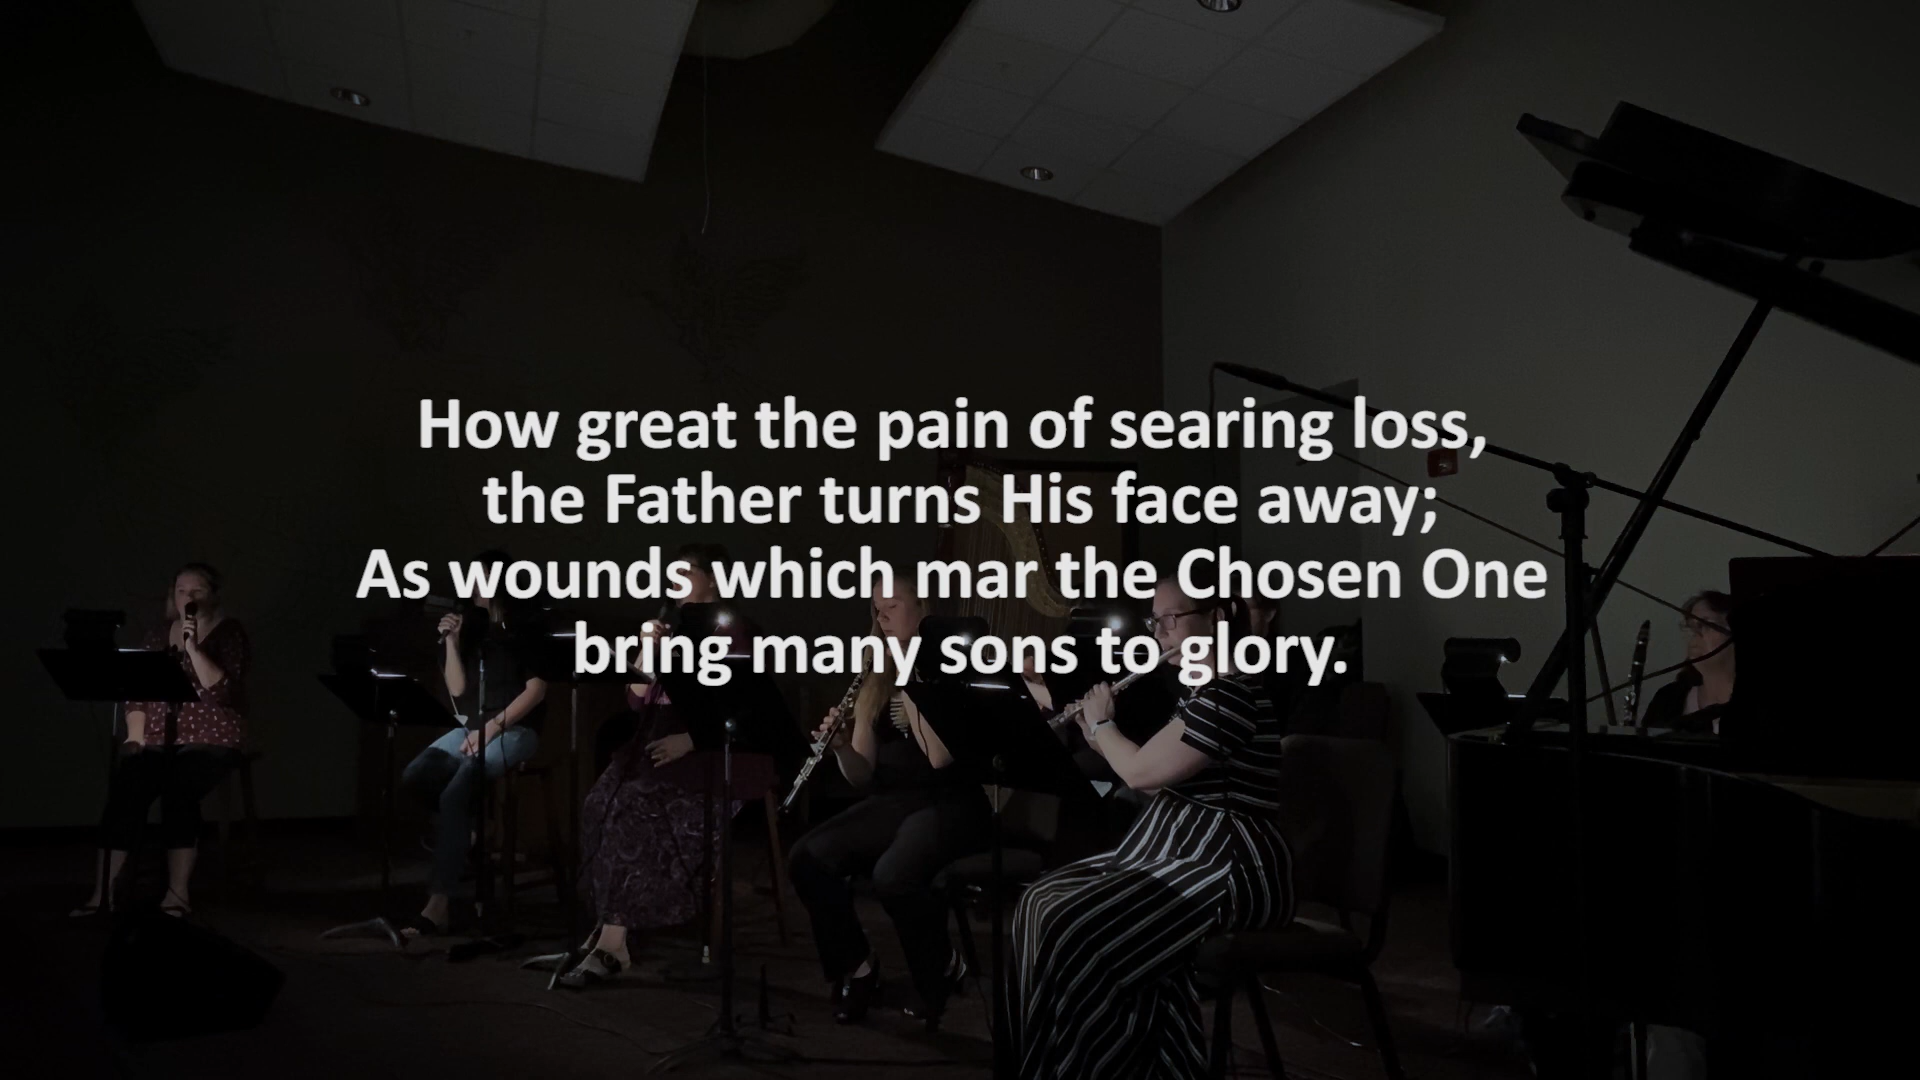 How great the pain of searing loss,
the Father turns His face away;
As wounds which mar the Chosen One
bring many sons to glory.